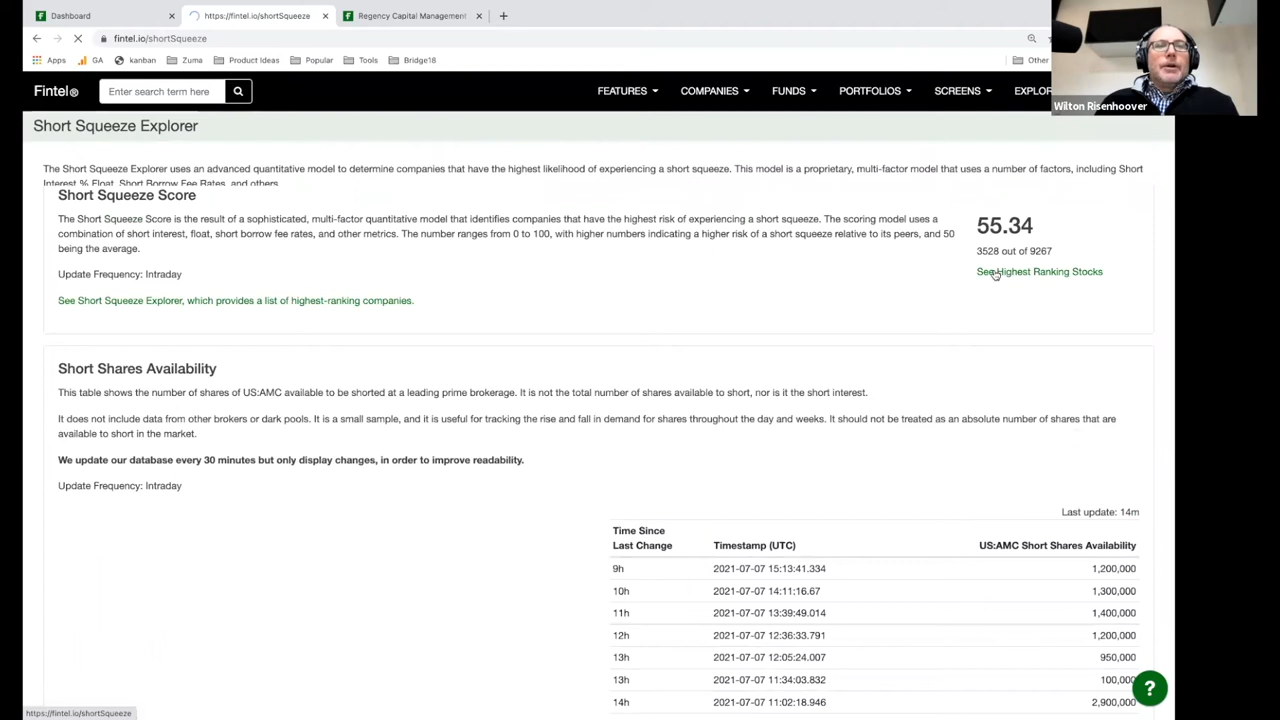 Dashboard
https://fintel.io/shortSqueeze
Regency Capital Management
fintel.io/shortSqueeze
Apps
GA
kanban
Zuma
Product Ideas
Popular
Tools
Bridge18
Other
Fintel
Enter search term here
FEATURES
COMPANIES
FUNDS
PORTFOLIOS
SCREENS
EXPLOR
Wilton Risenhoover
Short Squeeze Explorer
The Short Squeeze Explorer uses an advanced quantitative model to determine companies that have the highest likelihood of experiencing a short squeeze. This model is a proprietary, multi-factor model that uses a number of factors, including Short
Interest % Float, Short Borrow Fee Rates, and others
Short Squeeze Score
The Short Squeeze Score is the result of a sophisticated, multi-factor quantitative model that identifies companies that have the highest risk of experiencing a short squeeze. The scoring model uses a
combination of short interest, float, short borrow fee rates, and other metrics. The number ranges from 0 to 100, with higher numbers indicating a higher risk of a short squeeze relative to its peers, and 50
being the average.
Update Frequency: Intraday
See Short Squeeze Explorer, which provides a list of highest-ranking companies.
55.34
3528 out of 9267
See Highest Ranking Stocks
Short Shares Availability
This table shows the number of shares of US:AMC available to be shorted at a leading prime brokerage. It is not the total number of shares available to short, nor is it the short interest.
It does not include data from other brokers or dark pools. It is a small sample, and it is useful for tracking the rise and fall in demand for shares throughout the day and weeks. It should not be treated as an absolute number of shares that are
available to short in the market.
We update our database every 30 minutes but only display changes, in order to improve readability.
Update Frequency: Intraday
Last update: 14m
Time Since
Last Change Timestamp (UTC) US:AMC Short Shares Availability
9h 2021-07-07 15:13:41.334 1,200,000
10h 2021-07-07 14:11:16.67 1,300,000
11h 2021-07-07 13:39:49.014 1,400,000
12h 2021-07-07 12:36:33.791 1,200,000
13h 2021-07-07 12:05:24.007 950,000
13h 2021-07-07 11:34:03.832 100,000
14h 2021-07-07 11:02:18.946 2,900,000
?
https://fintel.io/shortSqueeze